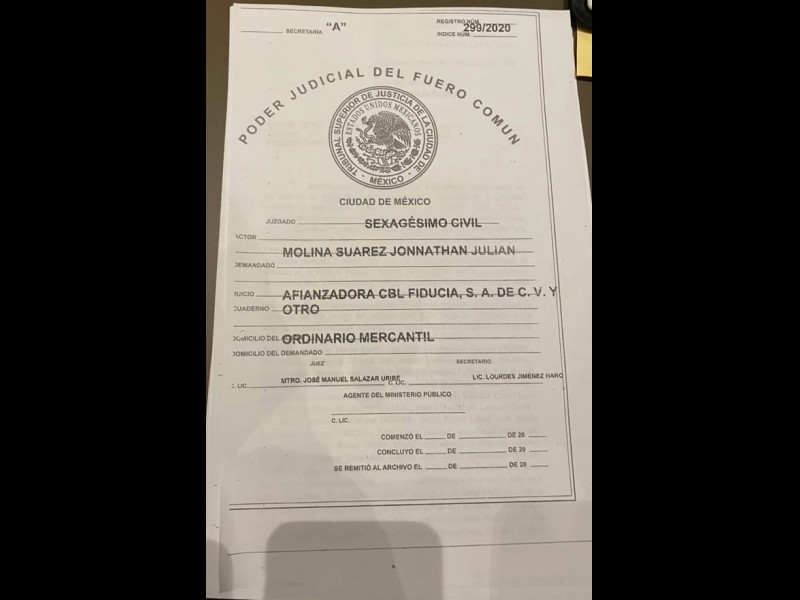 SECRETARÍA "A"
REGISTRO NÚM. 299/2020
INDICE NÚM.
PODER JUDICIAL DEL FUERO COMUN
TRIBUNAL SUPERIOR DE JUSTICIA DE LA CIUDAD DE MÉXICO
ESTADOS UNIDOS MEXICANOS
CIUDAD DE MÉXICO
JUZGADO SEXAGÉSIMO CIVIL
ACTOR
MOLINA SUAREZ JONNATHAN JULIAN
DEMANDADO
JUICIO AFIANZADORA CBL FIDUCIA, S. A. DE C. V. Y
CUADERNO OTRO
DOMICILIO DEL ORDINARIO MERCANTIL
DOMICILIO DEL DEMANDADO
JUEZ SECRETARIO
MTRO. JOSÉ MANUEL SALAZAR URIBE LIC. LOURDES JIMÉNEZ HARO
C. LIC. C. LIC.
AGENTE DEL MINISTERIO PÚBLICO
C. LIC.
COMENZÓ EL DE DE 20
CONCLUYO EL DE DE 20
SE REMITIÓ AL ARCHIVO EL DE DE 20